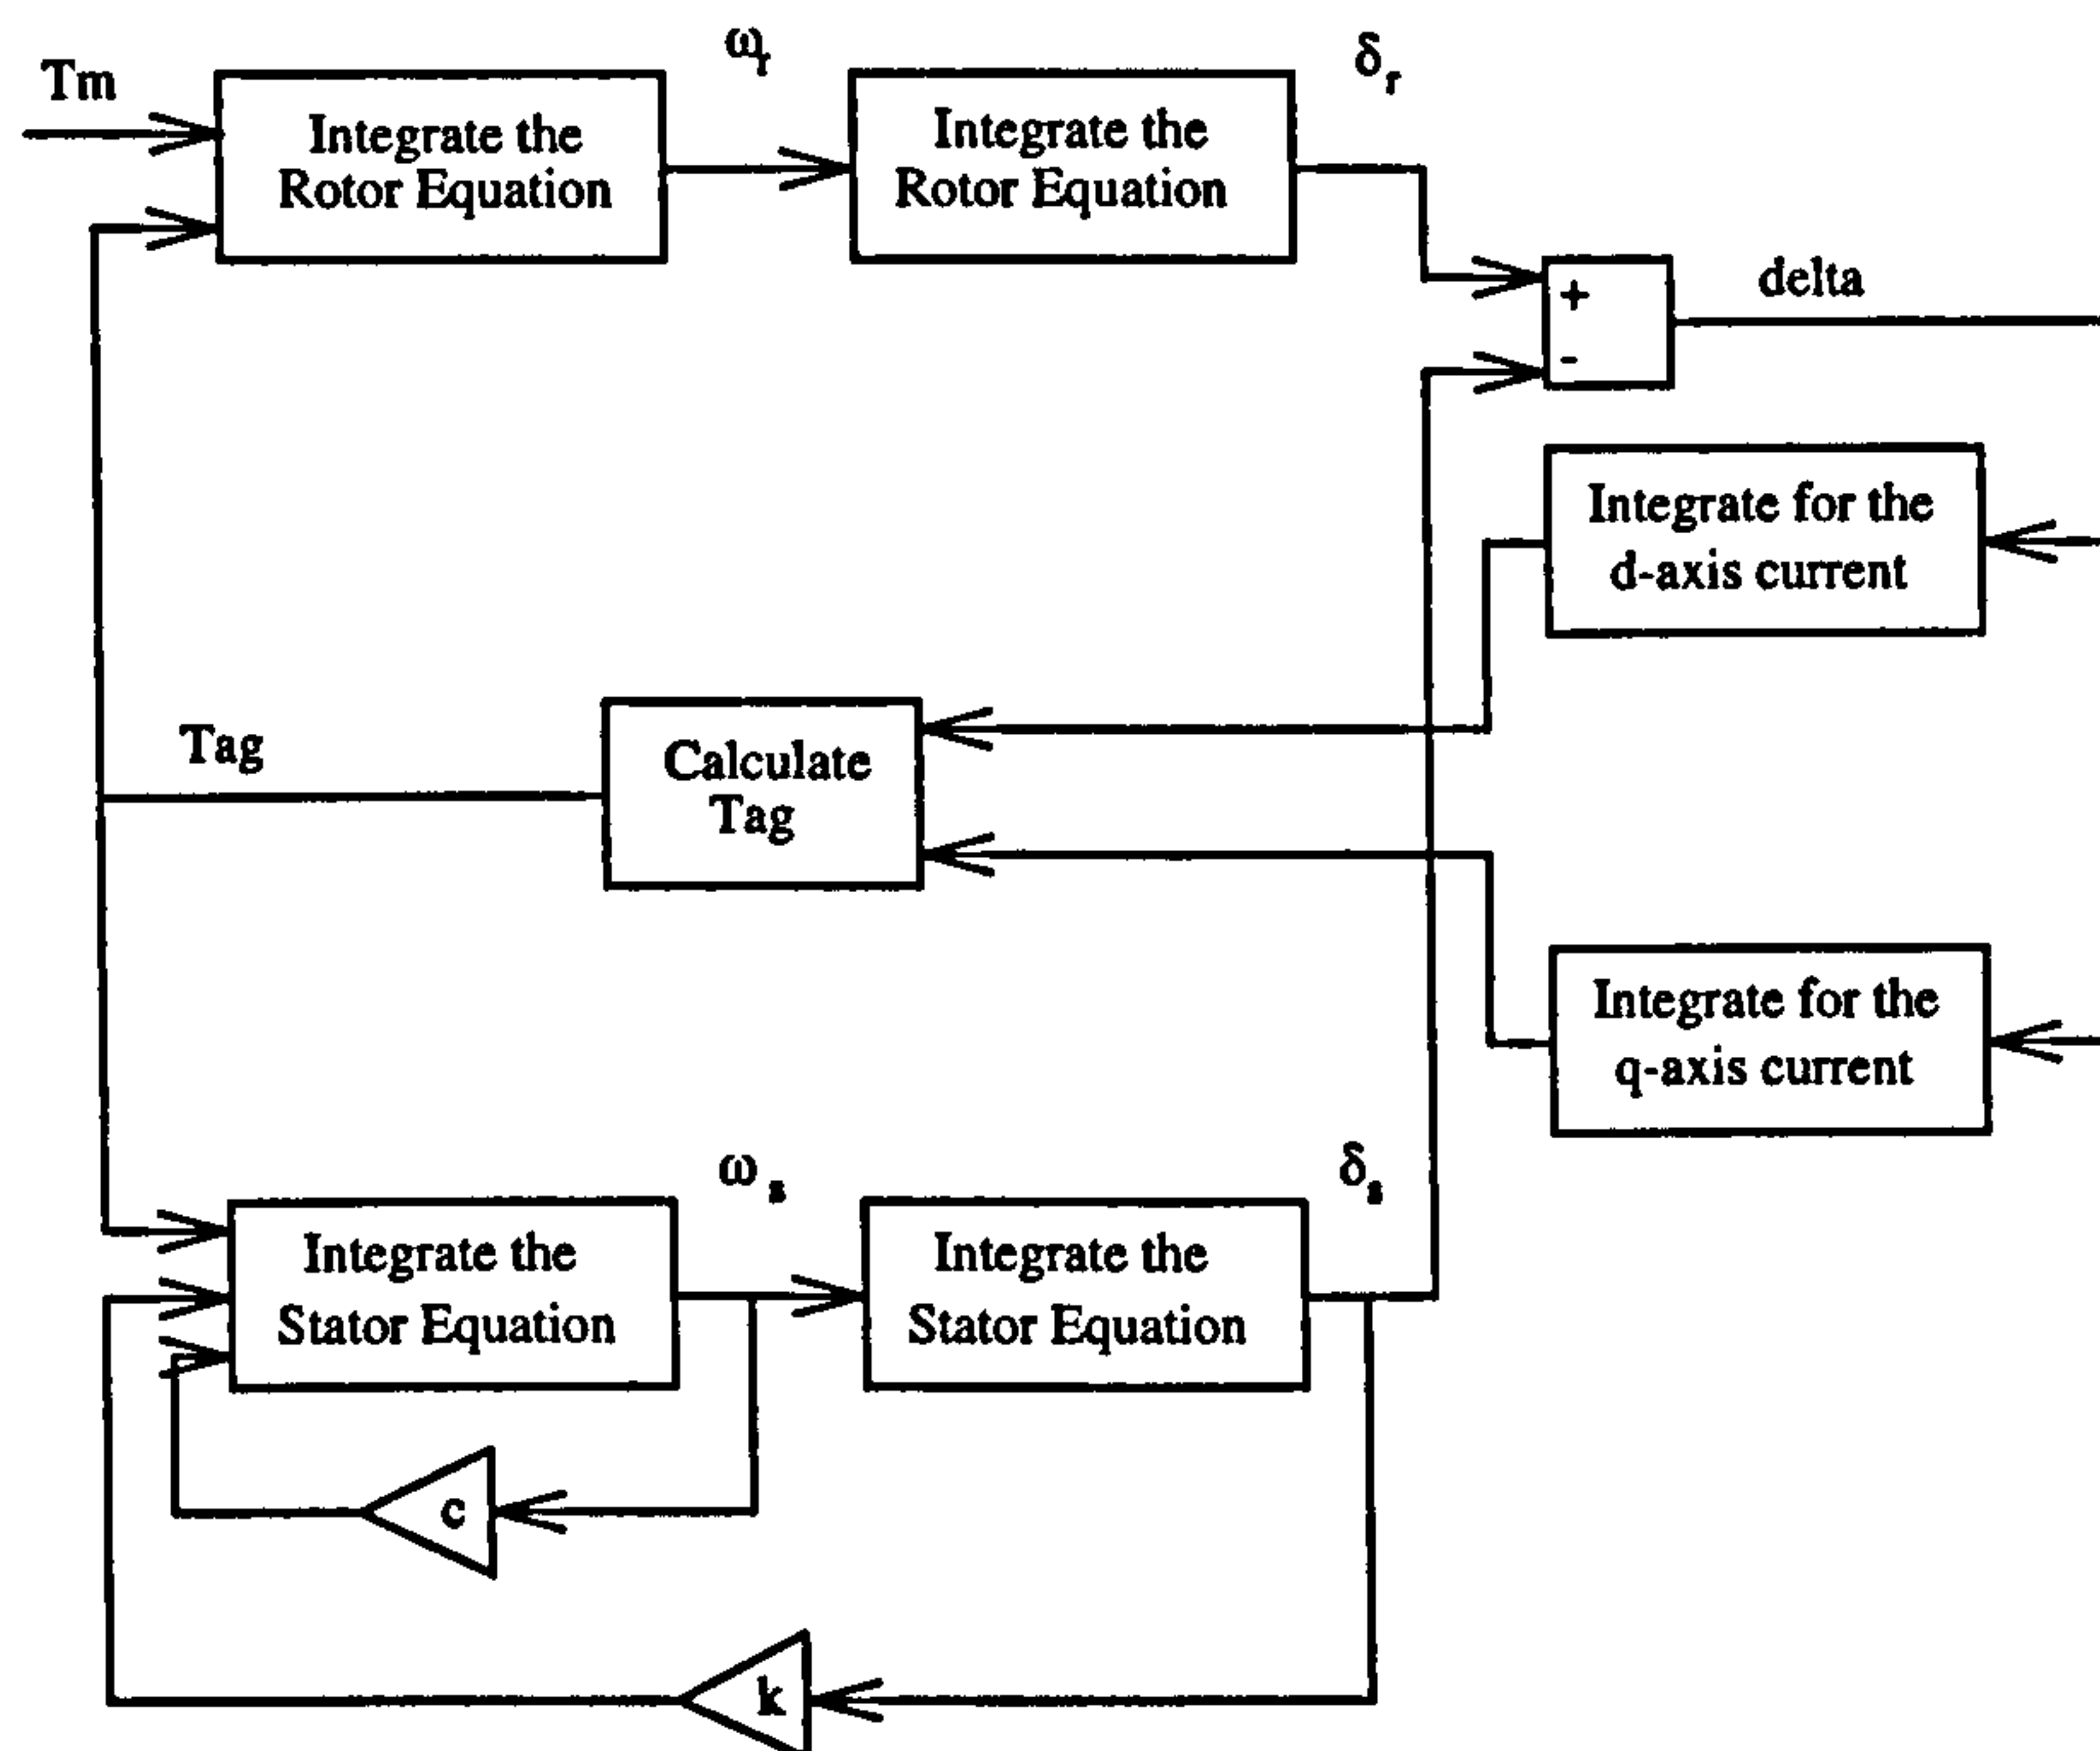 Tm
ωr
δr
Integrate the
Rotor Equation
Integrate the
Rotor Equation
+
-
delta
Integrate for the
d-axis current
Tag
Calculate
Tag
Integrate for the
q-axis current
ωs
δs
Integrate the
Stator Equation
Integrate the
Stator Equation
c
k